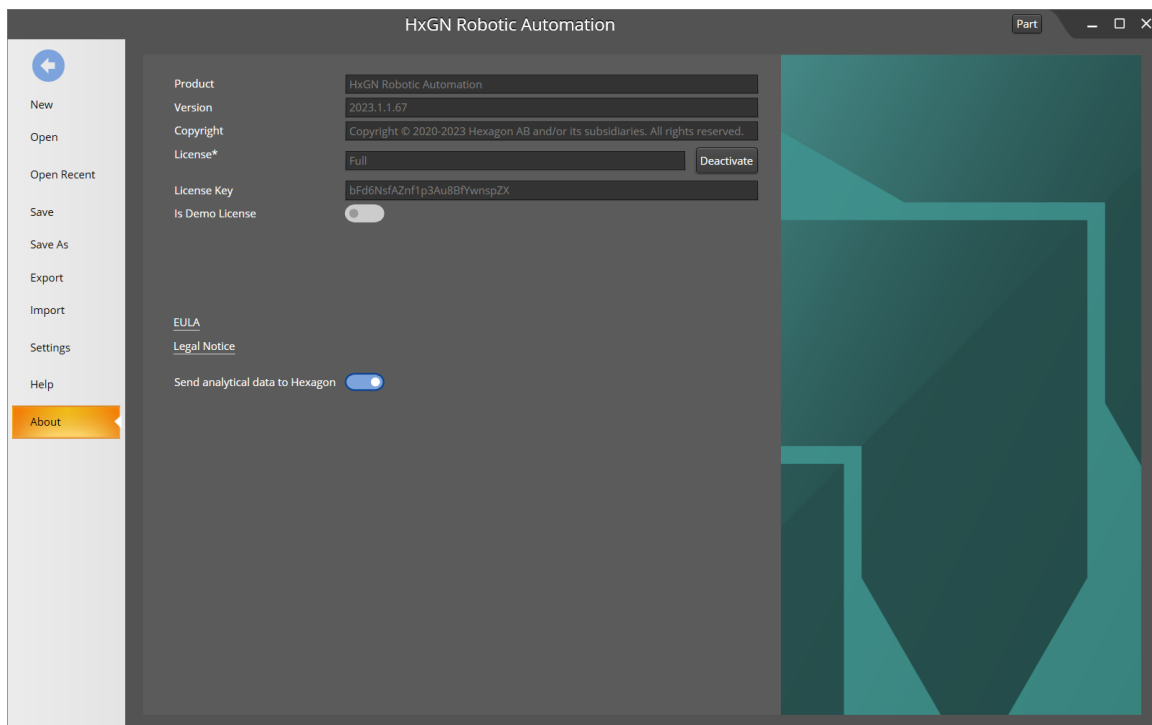 HxGN Robotic Automation
Part
New
Open
Open Recent
Save
Save As
Export
Import
Settings
Help
About
Product HxGN Robotic Automation
Version 2023.1.1.67
Copyright Copyright © 2020-2023 Hexagon AB and/or its subsidiaries. All rights reserved.
License* Full Deactivate
License Key bFd6NsfAZnf1p3Au8BfYwnspZX
Is Demo License
EULA
Legal Notice
Send analytical data to Hexagon